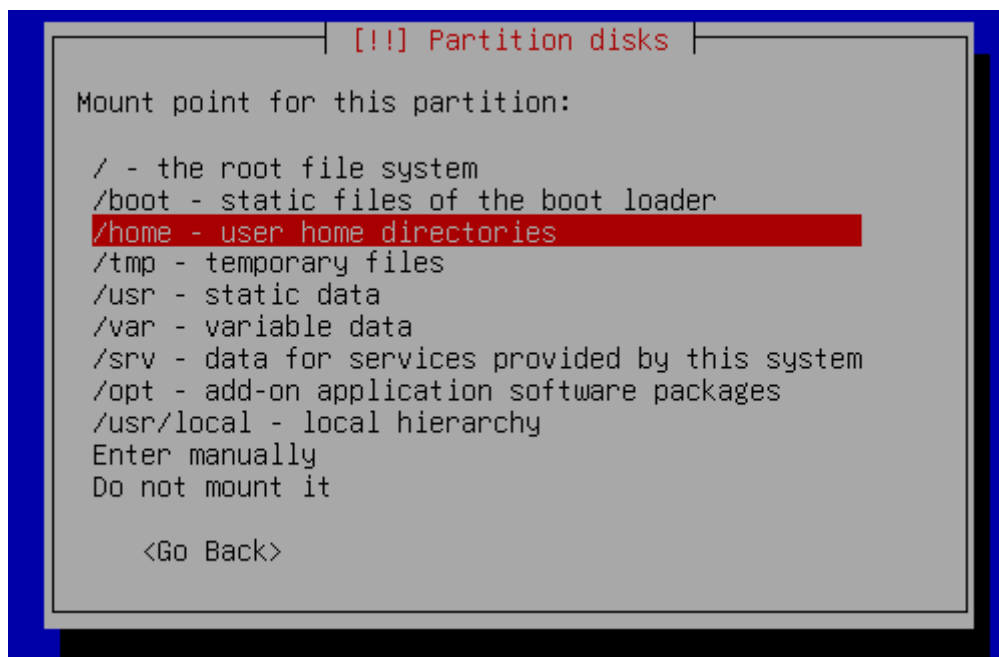 [!!] Partition disks
Mount point for this partition:
/ - the root file system
/boot - static files of the boot loader
/home - user home directories
/tmp - temporary files
/usr - static data
/var - variable data
/srv - data for services provided by this system
/opt - add-on application software packages
/usr/local - local hierarchy
Enter manually
Do not mount it
<Go Back>